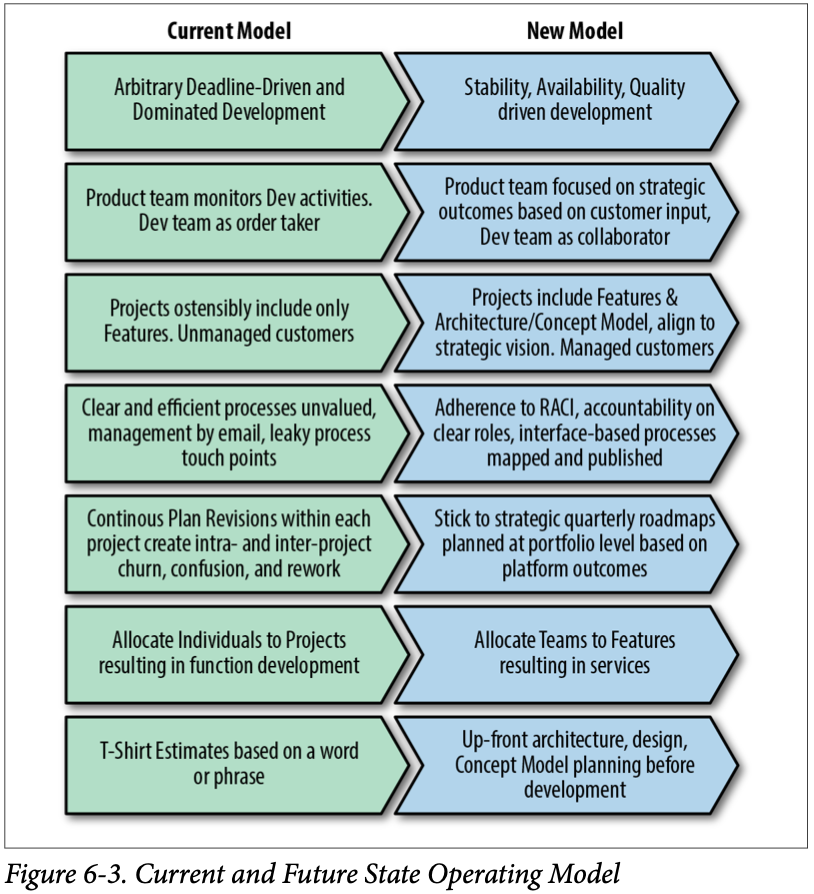 Current Model
New Model
Arbitrary Deadline-Driven and
Dominated Development
Stability, Availability, Quality
driven development
Product team monitors Dev activities.
Dev team as order taker
Product team focused on strategic
outcomes based on customer input,
Dev team as collaborator
Projects ostensibly include only
Features. Unmanaged customers
Projects include Features &
Architecture/Concept Model, align to
strategic vision. Managed customers
Clear and efficient processes unvalued,
management by email, leaky process
touch points
Adherence to RACI, accountability on
clear roles, interface-based processes
mapped and published
Continous Plan Revisions within each
project create intra- and inter-project
churn, confusion, and rework
Stick to strategic quarterly roadmaps
planned at portfolio level based on
platform outcomes
Allocate Individuals to Projects
resulting in function development
Allocate Teams to Features
resulting in services
T-Shirt Estimates based on a word
or phrase
Up-front architecture, design,
Concept Model planning before
development
Figure 6-3. Current and Future State Operating Model